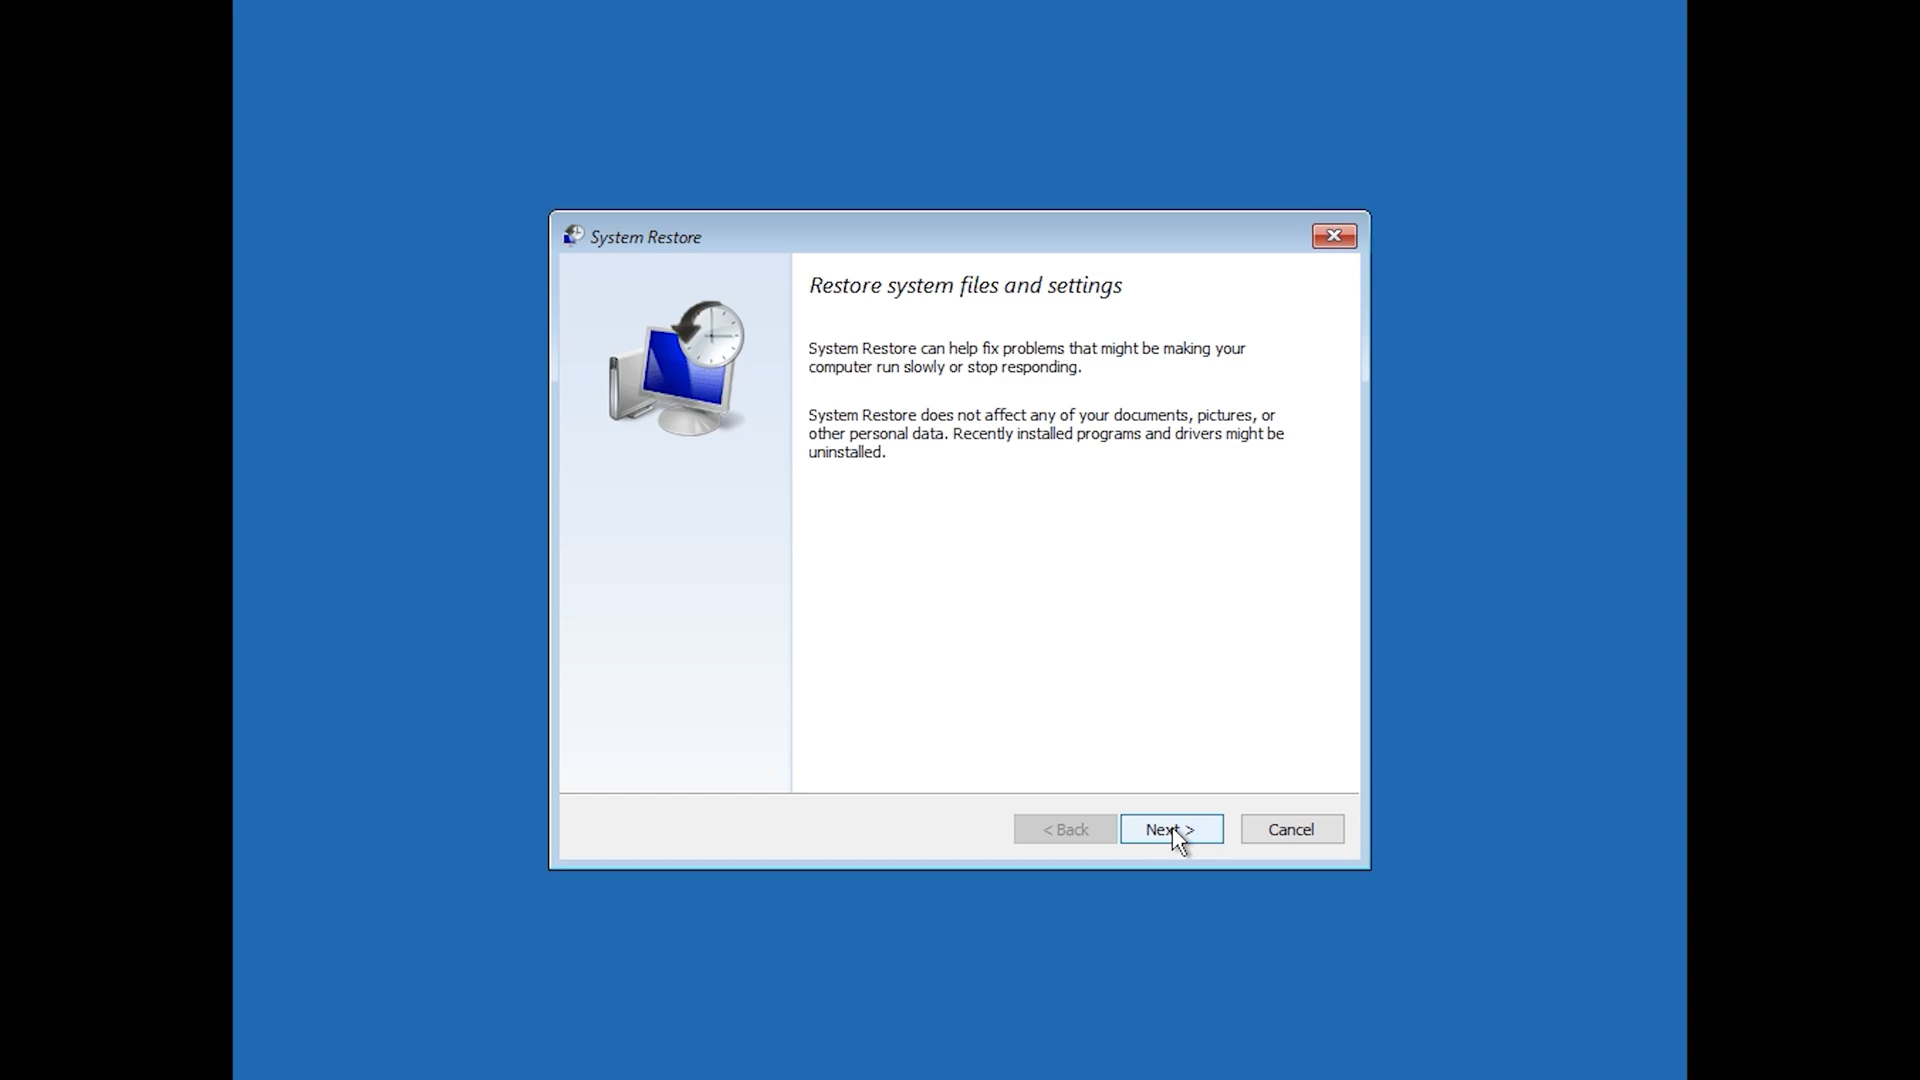 System Restore
Restore system files and settings
System Restore can help fix problems that might be making your
computer run slowly or stop responding.
System Restore does not affect any of your documents, pictures, or
other personal data. Recently installed programs and drivers might be
uninstalled.
< Back Next > Cancel